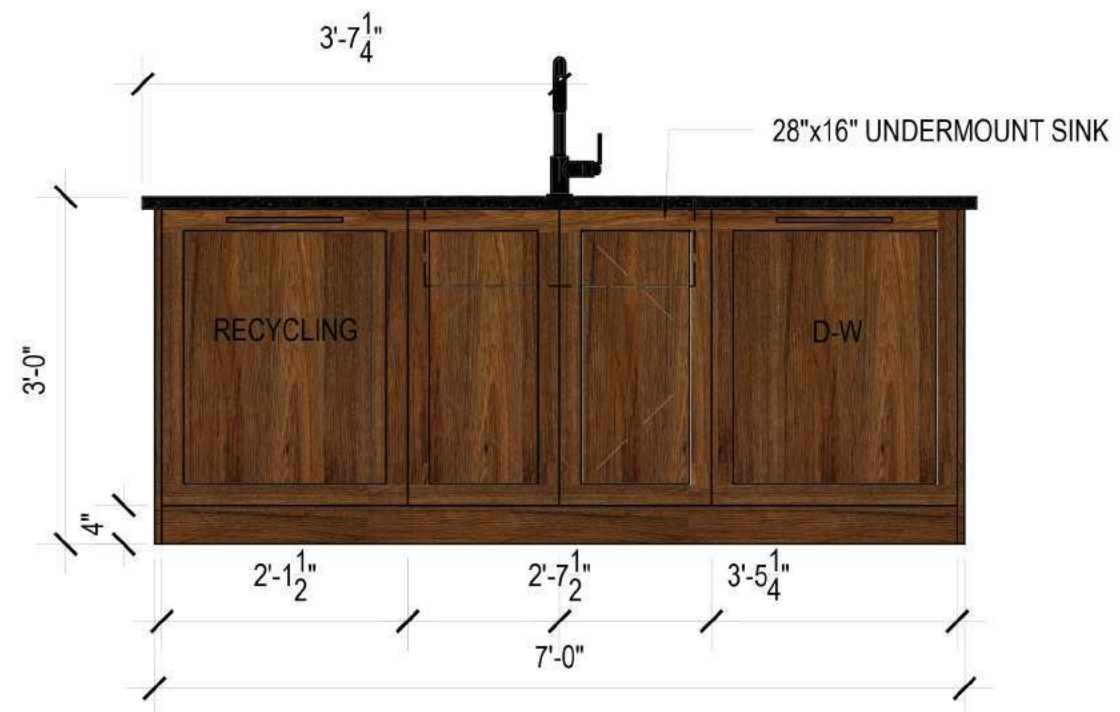 3'-7 1/4"
28"x16" UNDERMOUNT SINK
3'-0"
RECYCLING
D-W
4"
2'-1 1/2" 2'-7 1/2" 3'-5 1/4"
7'-0"